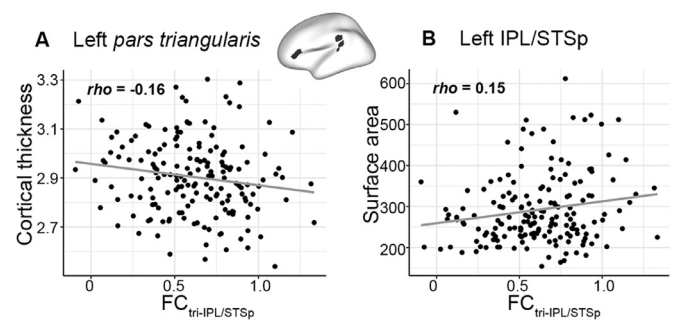 A Left pars triangularis
rho = -0.16
Cortical thickness
3.3
3.1
2.9
2.7
0 0.5 1.0
FCtri-IPL/STSp
B Left IPL/STSp
rho = 0.15
Surface area
600
500
400
300
200
0 0.5 1.0
FCtri-IPL/STSp